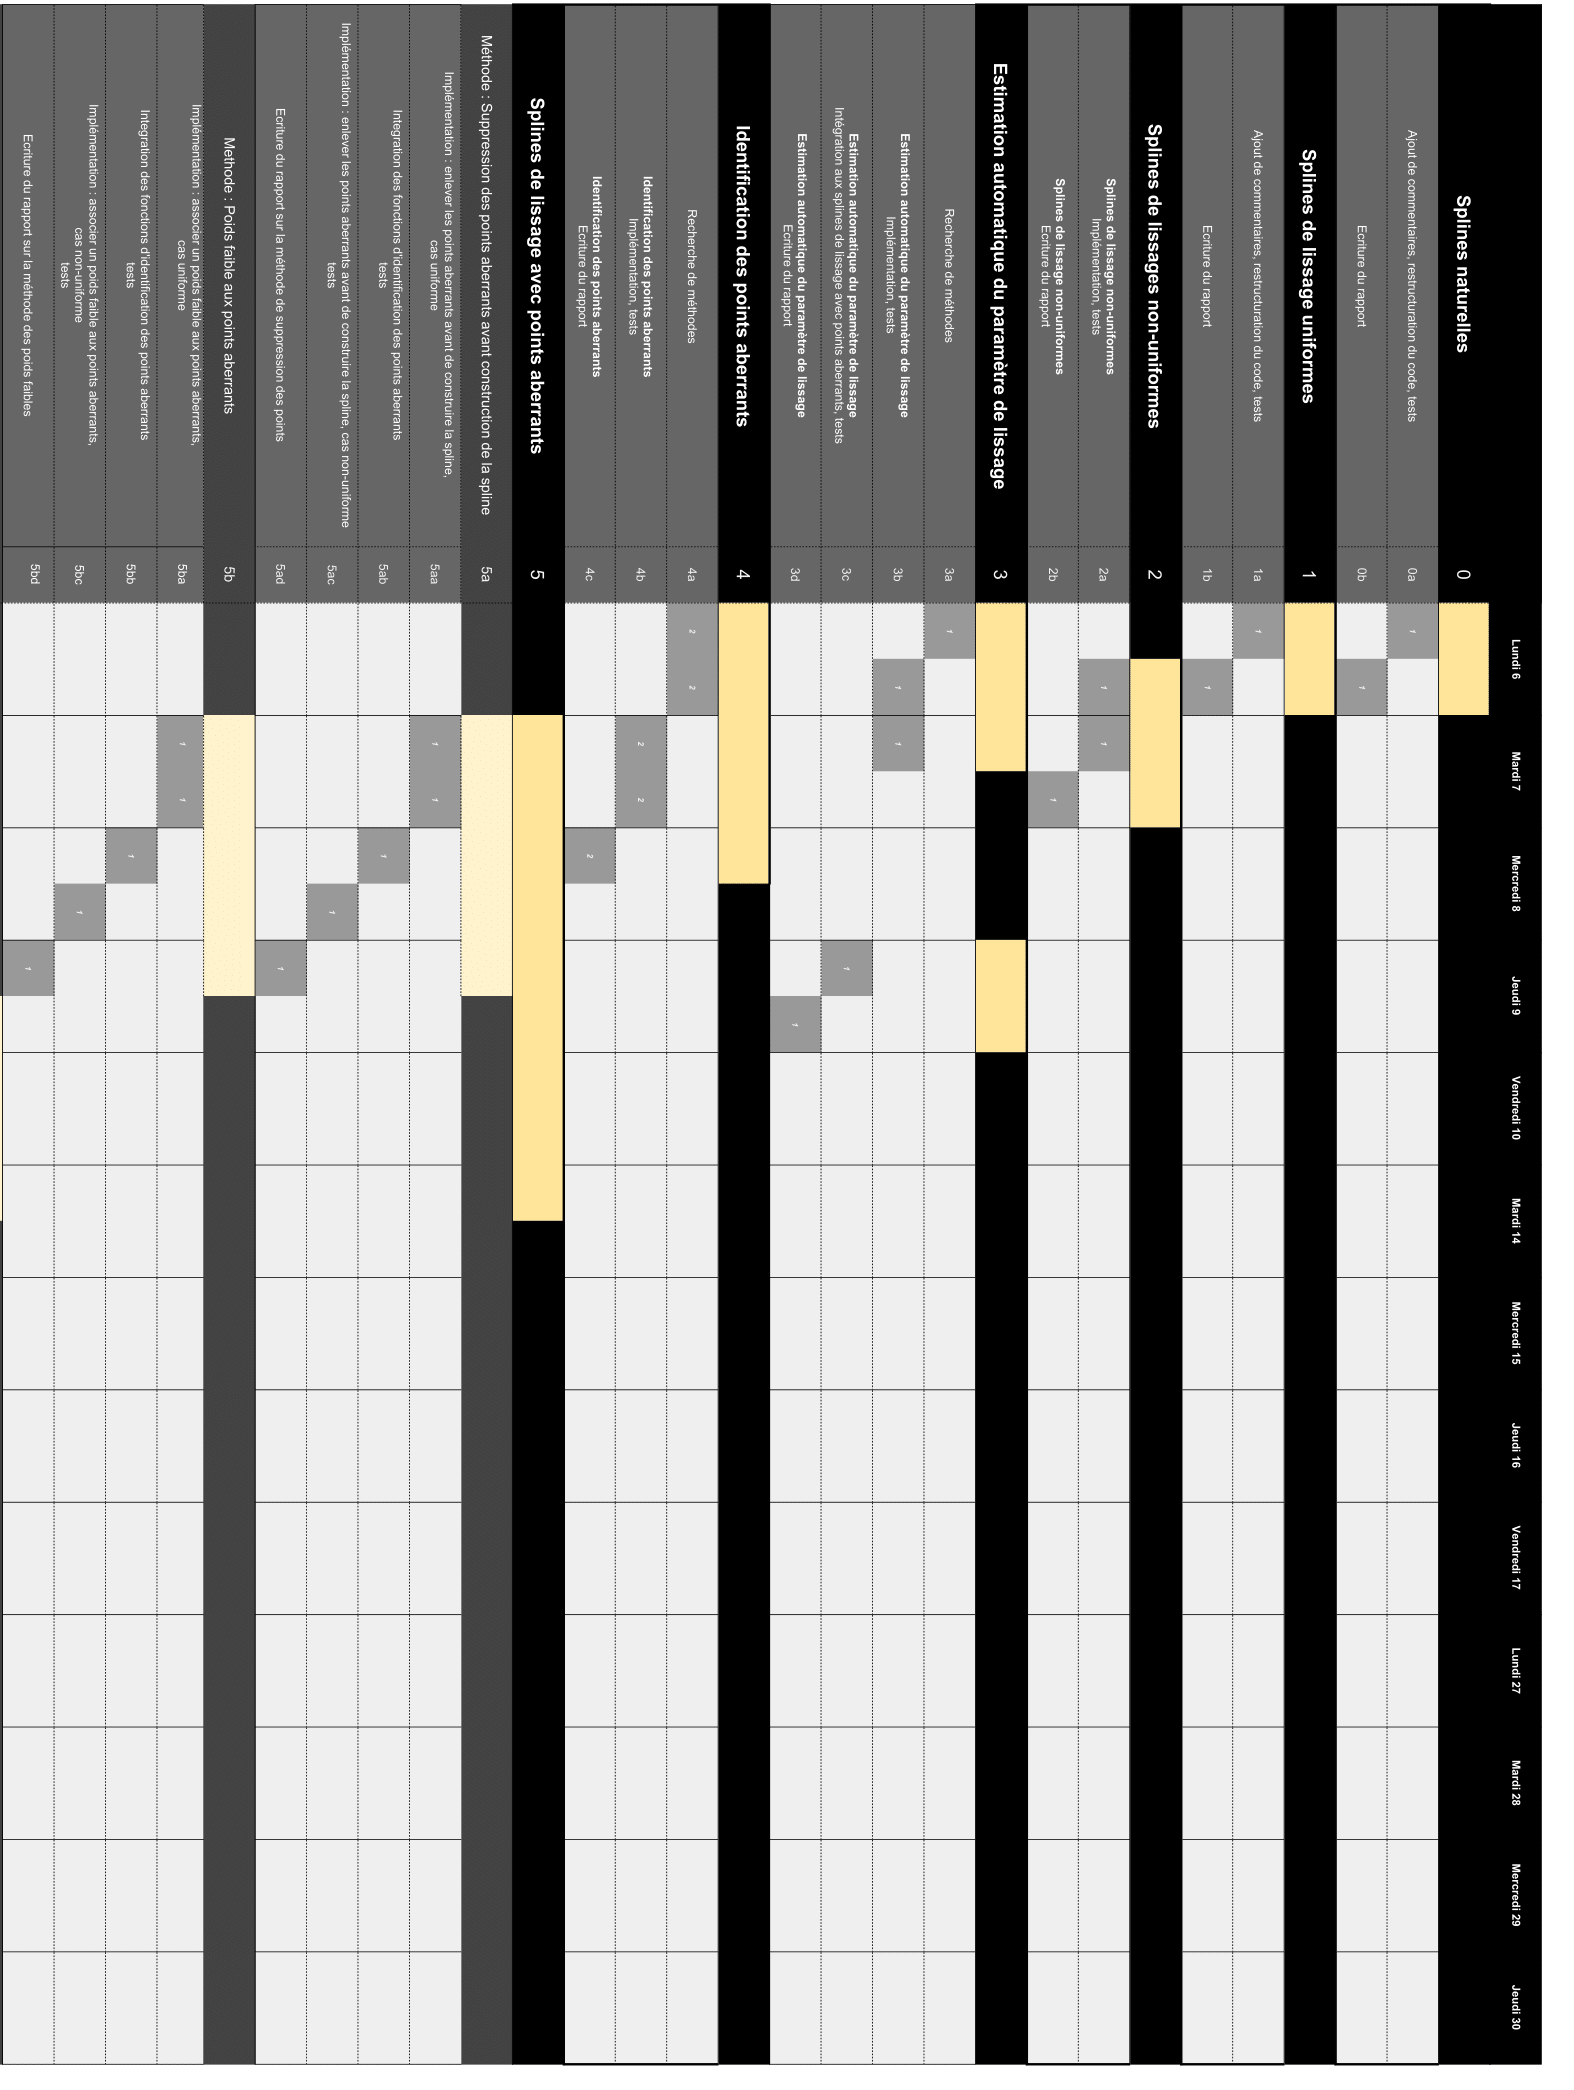 Lundi 6
Mardi 7
Mercredi 8
Jeudi 9
Vendredi 10
Mardi 14
Mercredi 15
Jeudi 16
Vendredi 17
Lundi 27
Mardi 28
Mercredi 29
Jeudi 30
Splines naturelles
0
Ajout de commentaires, restructuration du code, tests
0a
1
Ecriture du rapport
0b
1
Splines de lissage uniformes
1
Ajout de commentaires, restructuration du code, tests
1a
1
Ecriture du rapport
1b
1
Splines de lissages non-uniformes
2
Splines de lissage non-uniformes
Implémentation, tests
2a
1
1
Splines de lissage non-uniformes
Ecriture du rapport
2b
1
Estimation automatique du paramètre de lissage
3
Recherche de méthodes
3a
1
Estimation automatique du paramètre de lissage
Implémentation, tests
3b
1
1
Estimation automatique du paramètre de lissage
Intégration aux splines de lissage avec points aberrants, tests
3c
1
Estimation automatique du paramètre de lissage
Ecriture du rapport
3d
1
Identification des points aberrants
4
Recherche de méthodes
4a
2
2
Identification des points aberrants
Implémentation, tests
4b
2
2
Identification des points aberrants
Ecriture du rapport
4c
2
Splines de lissage avec points aberrants
5
Méthode : Suppression des points aberrants avant construction de la spline
5a
Implémentation : enlever les points aberrants avant de construire la spline,
cas uniforme
5aa
1
1
Integration des fonctions d'identification des points aberrants
tests
5ab
1
Implémentation : enlever les points aberrants avant de construire la spline, cas non-uniforme
tests
5ac
1
Ecriture du rapport sur la méthode de suppression des points
5ad
1
Methode : Poids faible aux points aberrants
5b
Implémentation : associer un poids faible aux points aberrants,
cas uniforme
5ba
1
1
Integration des fonctions d'identification des points aberrants
tests
5bb
1
Implémentation : associer un poids faible aux points aberrants,
cas non-uniforme
tests
5bc
1
Ecriture du rapport sur la méthode des poids faibles
5bd
1